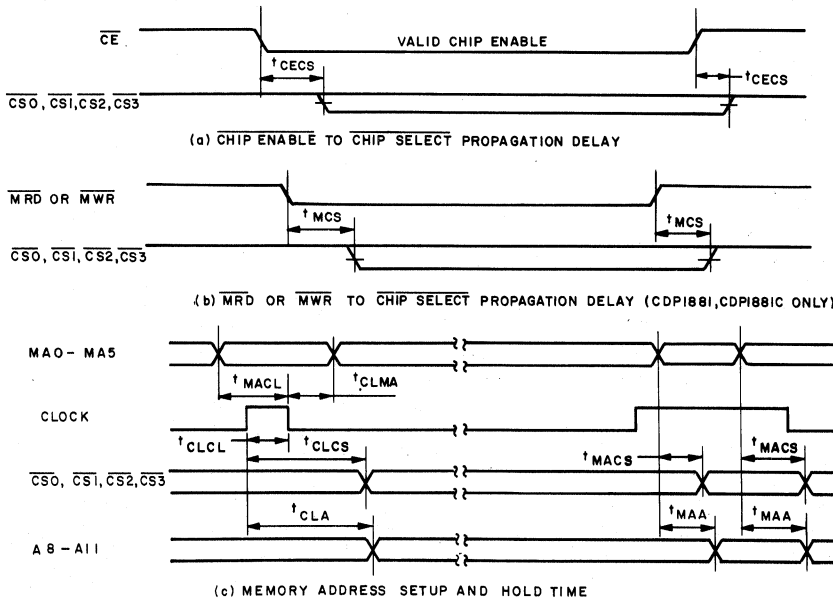 CE
VALID CHIP ENABLE
tCECS
tCECS
CS0, CS1, CS2, CS3
(a) CHIP ENABLE TO CHIP SELECT PROPAGATION DELAY
MRD OR MWR
tMCS
tMCS
CS0, CS1, CS2, CS3
(b) MRD OR MWR TO CHIP SELECT PROPAGATION DELAY (CDP1881, CDP1881C ONLY)
MA0 - MA5
tMACL
tCLMA
CLOCK
tCLCL
tCLCS
tMACS
tMACS
CS0, CS1, CS2, CS3
tCLA
tMAA
tMAA
A8 - A11
(c) MEMORY ADDRESS SETUP AND HOLD TIME